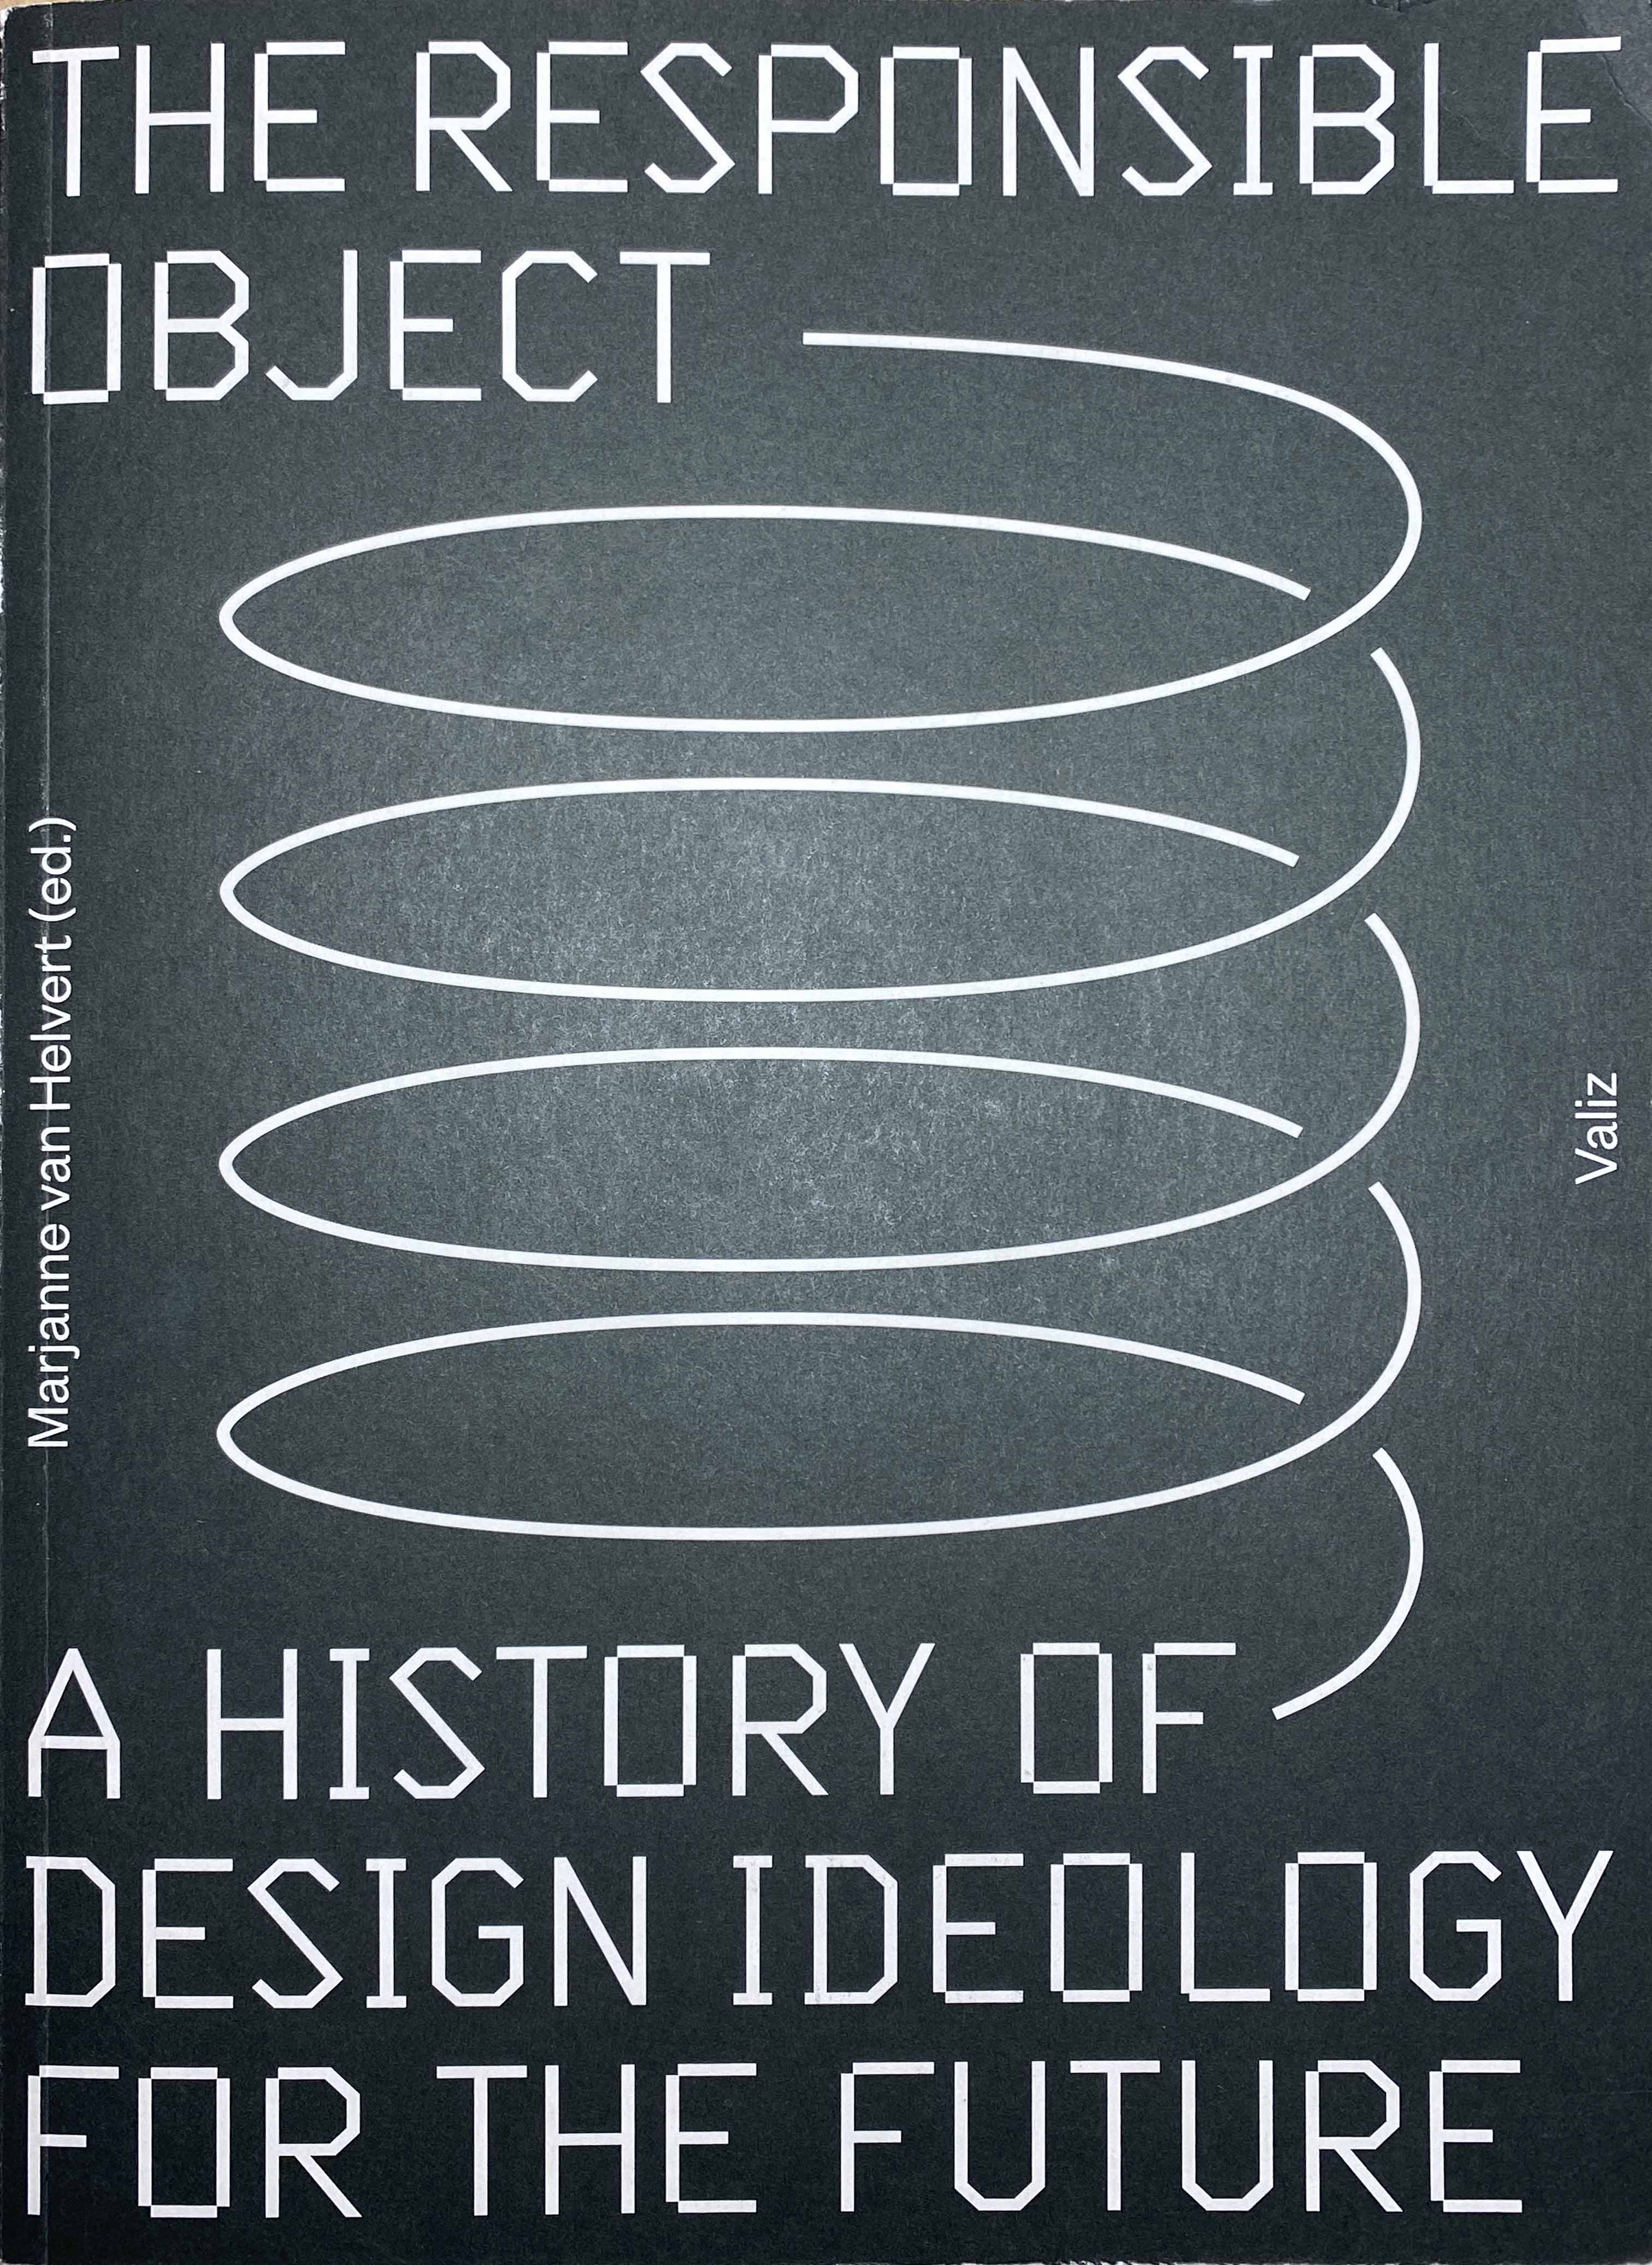 THE RESPONSIBLE
OBJECT
Marjanne van Helvert (ed.)
Valiz
A HISTORY OF
DESIGN IDEOLOGY
FOR THE FUTURE